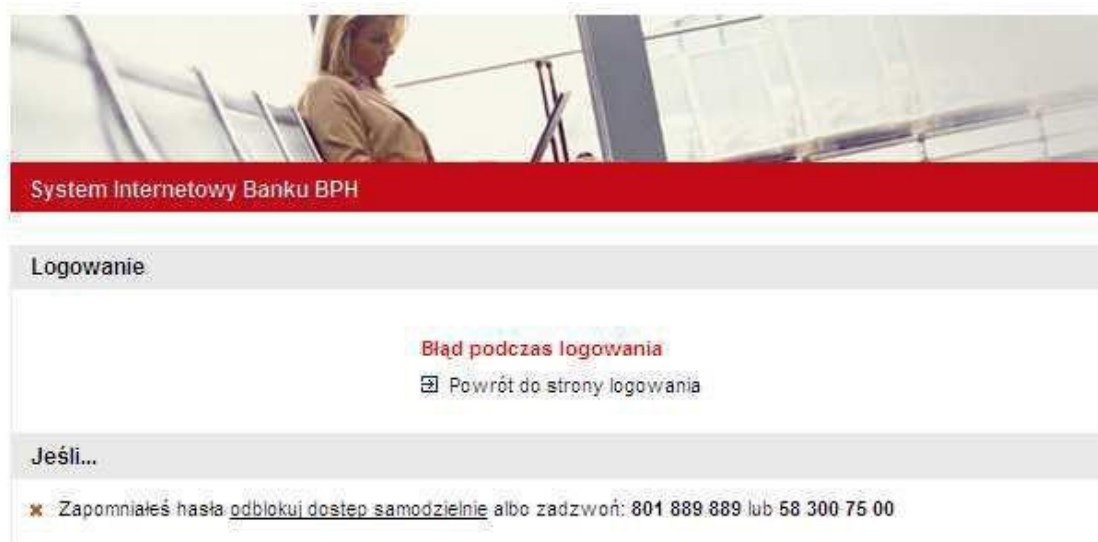 System Internetowy Banku BPH
Logowanie
Błąd podczas logowania
Powrót do strony logowania
Jeśli...
Zapomniałeś hasła odblokuj dostęp samodzielnie albo zadzwoń: 801 889 889 lub 58 300 75 00